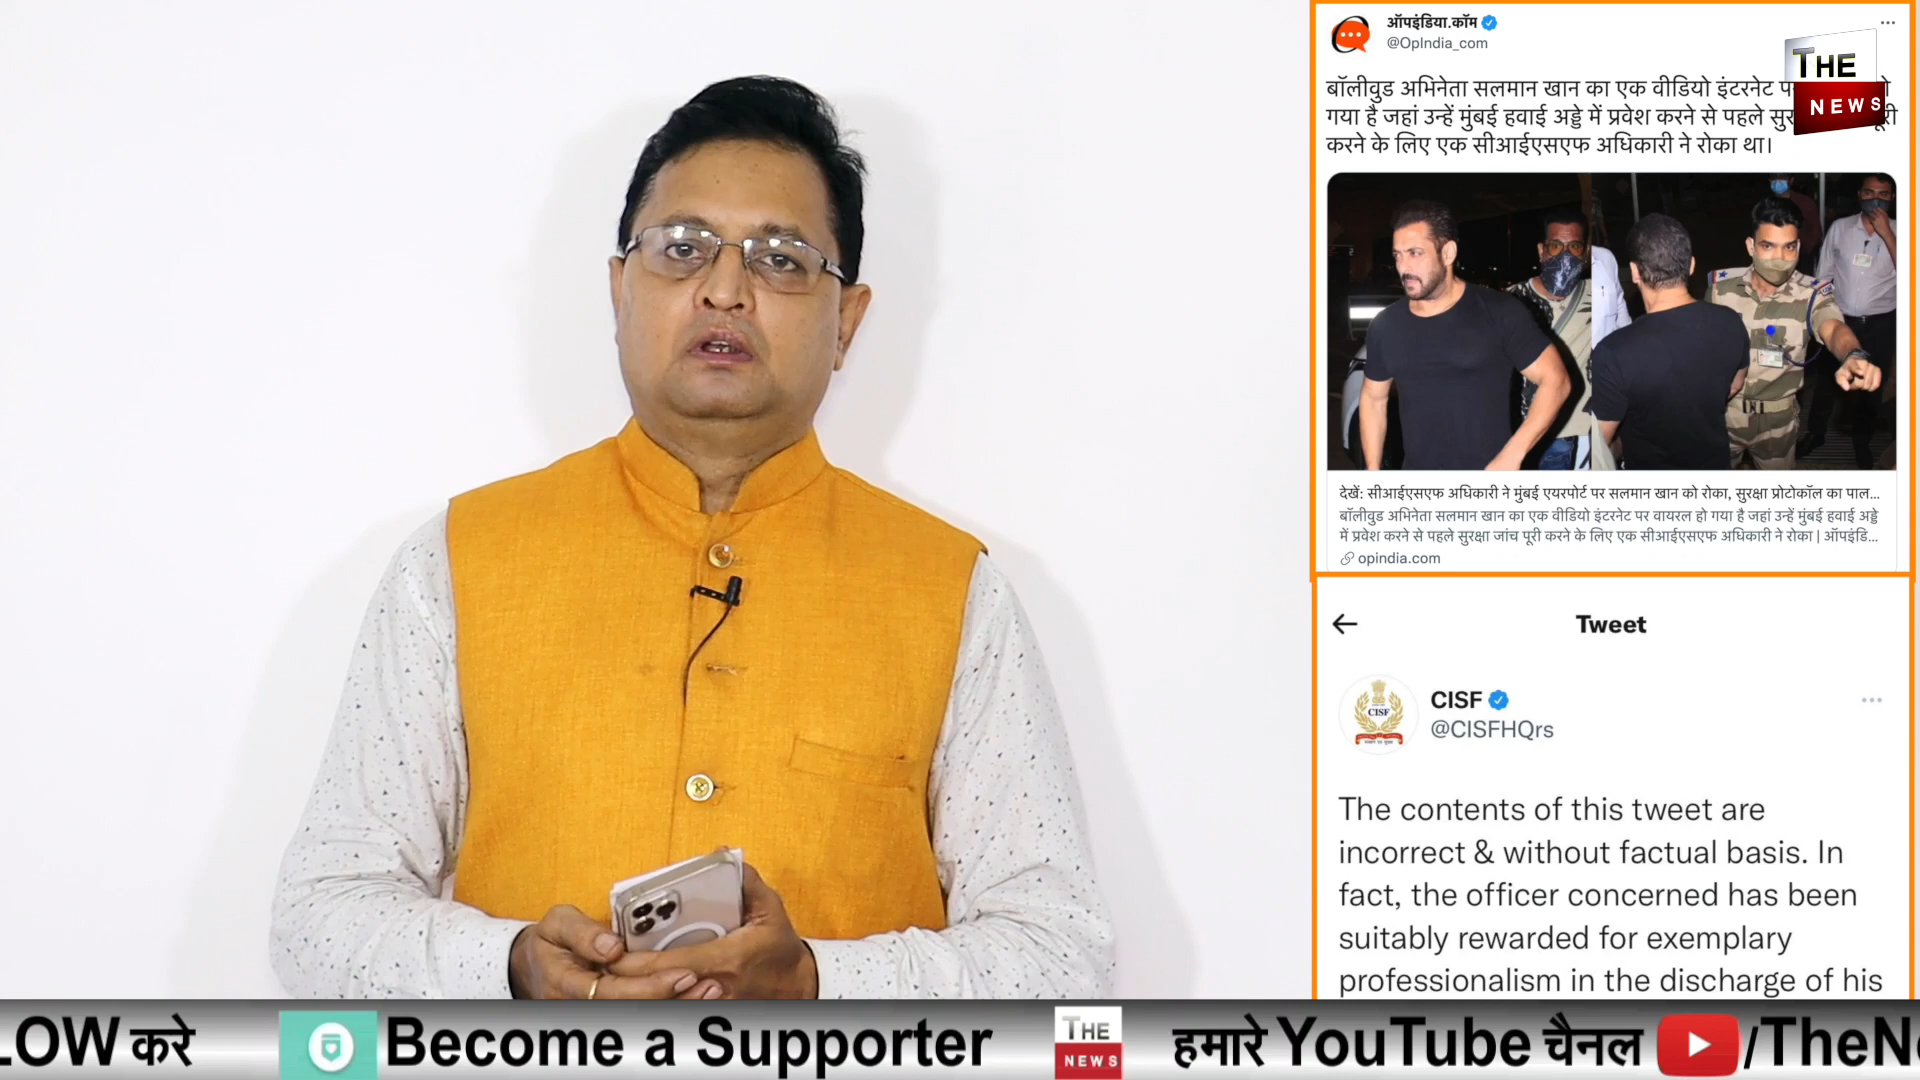 ऑपइंडिया.कॉम
@OpIndia_com
THE
NEWS
बॉलीवुड अभिनेता सलमान खान का एक वीडियो इंटरनेट
गया है जहां उन्हें मुंबई हवाई अड्डे में प्रवेश करने से पहले
करने के लिए एक सीआईएसएफ अधिकारी ने रोका था।
देखें: सीआईएसएफ अधिकारी ने मुंबई एयरपोर्ट पर सलमान खान को रोका, सुरक्षा प्रोटोकॉल का पाल...
बॉलीवुड अभिनेता सलमान खान का एक वीडियो इंटरनेट पर वायरल हो गया है जहां उन्हें मुंबई हवाई अड्डे
में प्रवेश करने से पहले सुरक्षा जांच पूरी करने के लिए एक सीआईएसएफ अधिकारी ने रोका | ऑपइंडि...
opindia.com
Tweet
CISF
@CISFHQrs
The contents of this tweet are
incorrect & without factual basis. In
fact, the officer concerned has been
suitably rewarded for exemplary
professionalism in the discharge of his
LOW करे Become a Supporter THE NEWS हमारे YouTube चैनल /TheNe